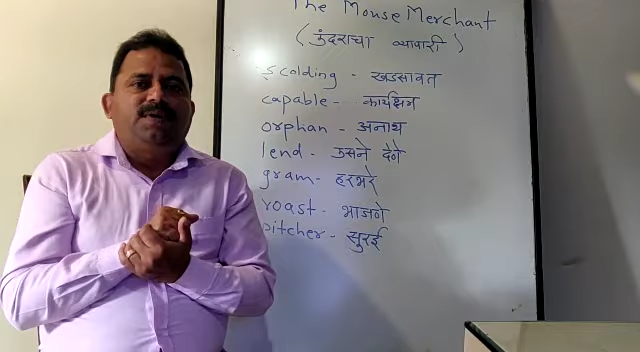 The Mouse Merchant
(उंदराचा व्यापारी)
scolding - खडसावत
capable - कार्यक्षम
orphan - अनाथ
lend - उसने देणे
gram - हरभरे
roast - भाजणे
pitcher - सुरई